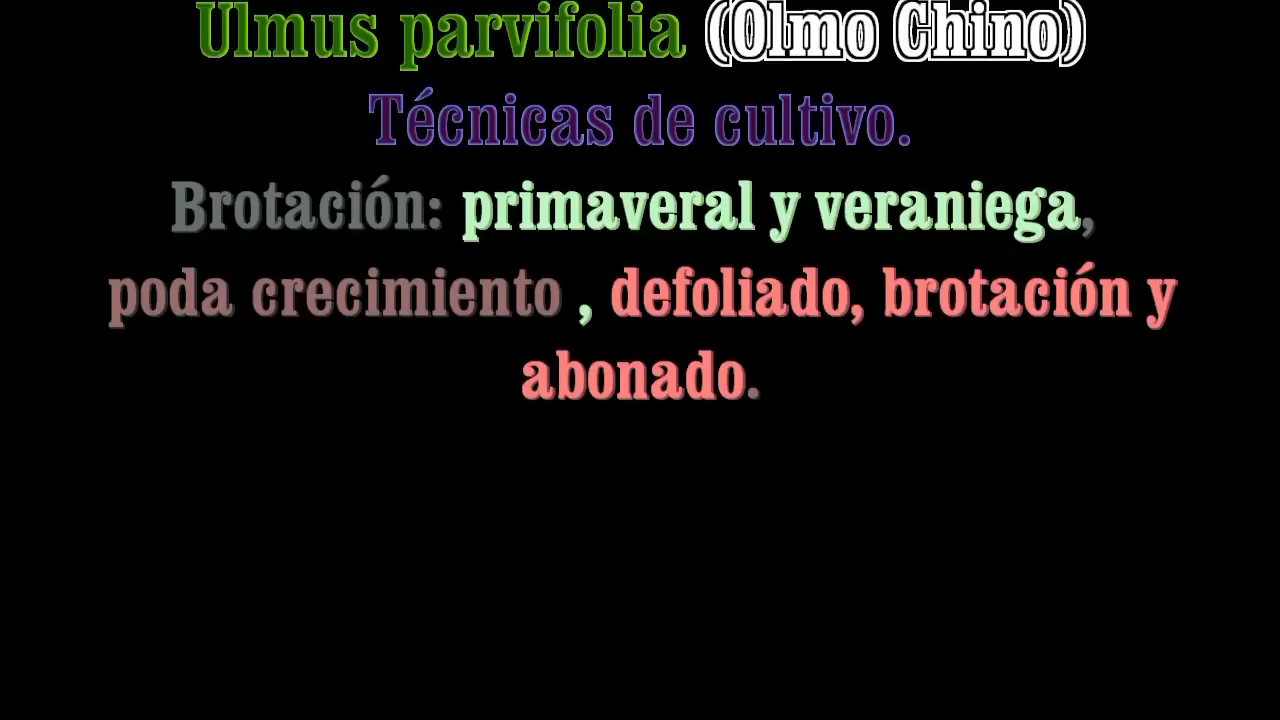 Ulmus parvifolia (Olmo Chino)
Técnicas de cultivo.
Brotación: primaveral y veraniega,
poda crecimiento , defoliado, brotación y
abonado.